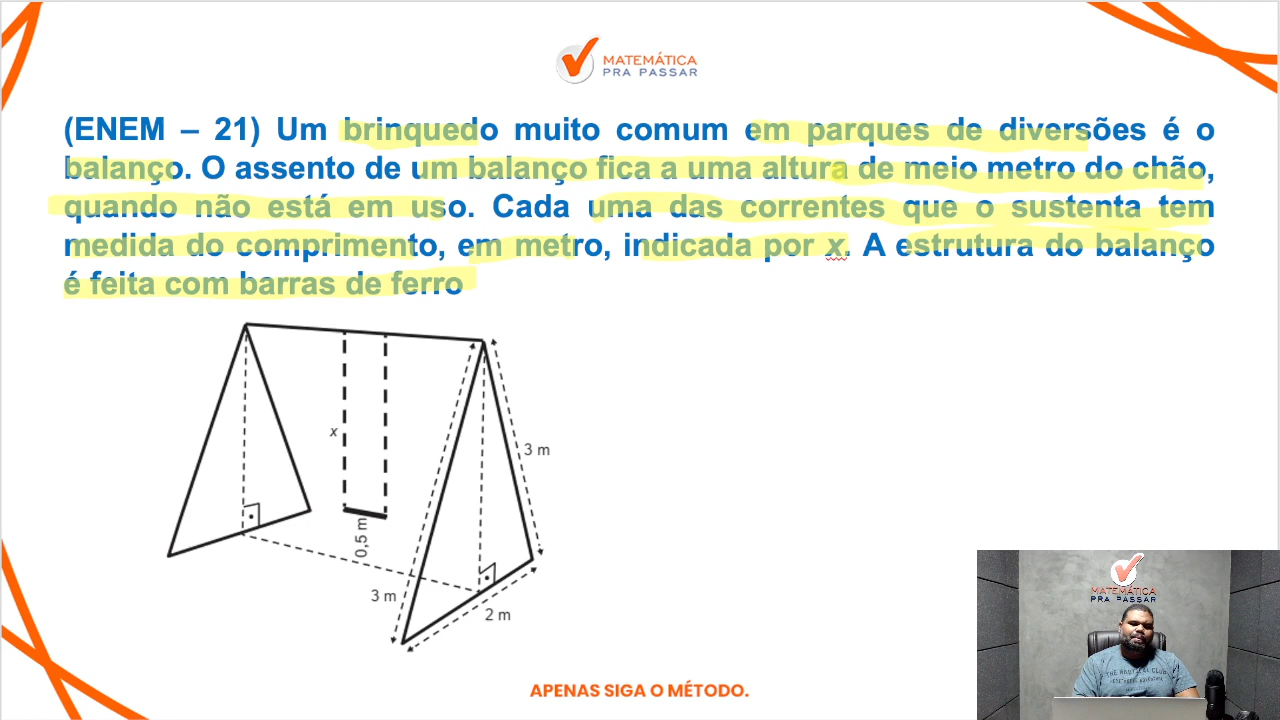 MATEMÁTICA
PRA PASSAR
(ENEM – 21) Um brinquedo muito comum em parques de diversões é o
balanço. O assento de um balanço fica a uma altura de meio metro do chão,
quando não está em uso. Cada uma das correntes que o sustenta tem
medida do comprimento, em metro, indicada por x. A estrutura do balanço
é feita com barras de ferro
x
3 m
0,5 m
3 m
2 m
MATEMÁTICA
PRA PASSAR
THE NAUTICAL CLUB
APENAS SIGA O MÉTODO.